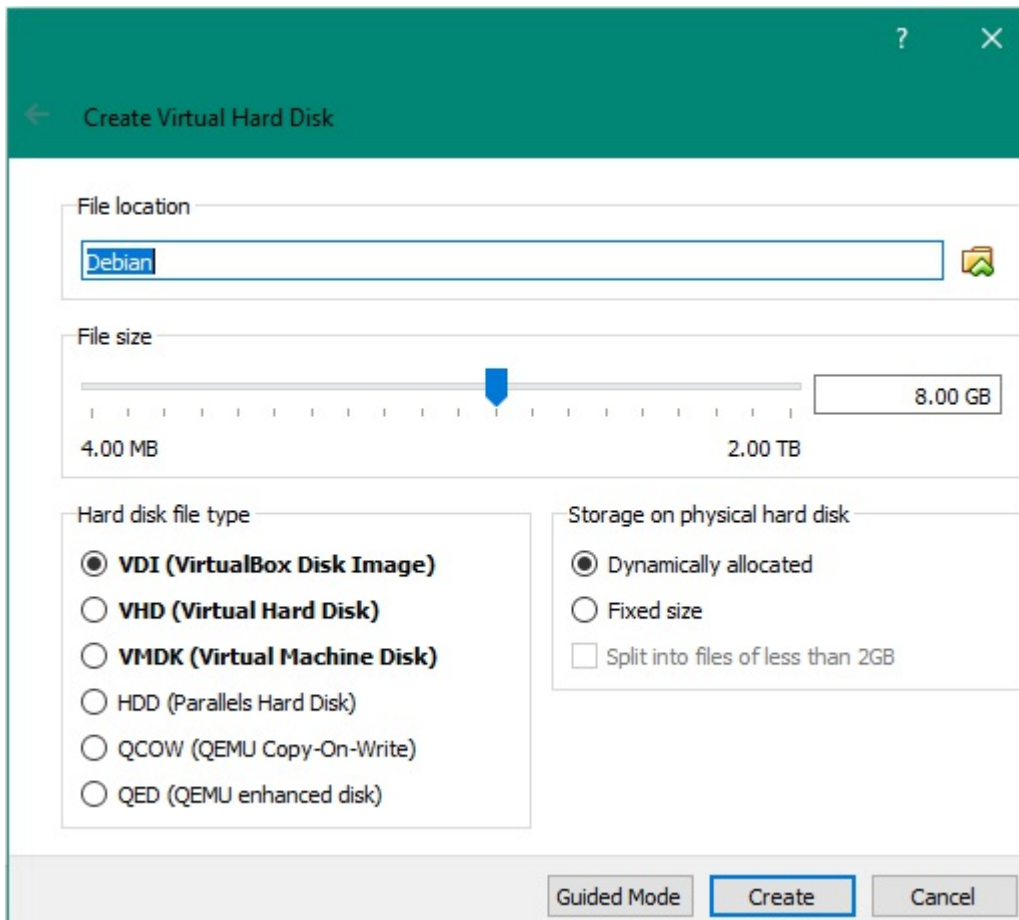 ?
Create Virtual Hard Disk
File location
Debian
File size
8.00 GB
4.00 MB 2.00 TB
Hard disk file type
VDI (VirtualBox Disk Image)
VHD (Virtual Hard Disk)
VMDK (Virtual Machine Disk)
HDD (Parallels Hard Disk)
QCOW (QEMU Copy-On-Write)
QED (QEMU enhanced disk)
Storage on physical hard disk
Dynamically allocated
Fixed size
Split into files of less than 2GB
Guided Mode Create Cancel